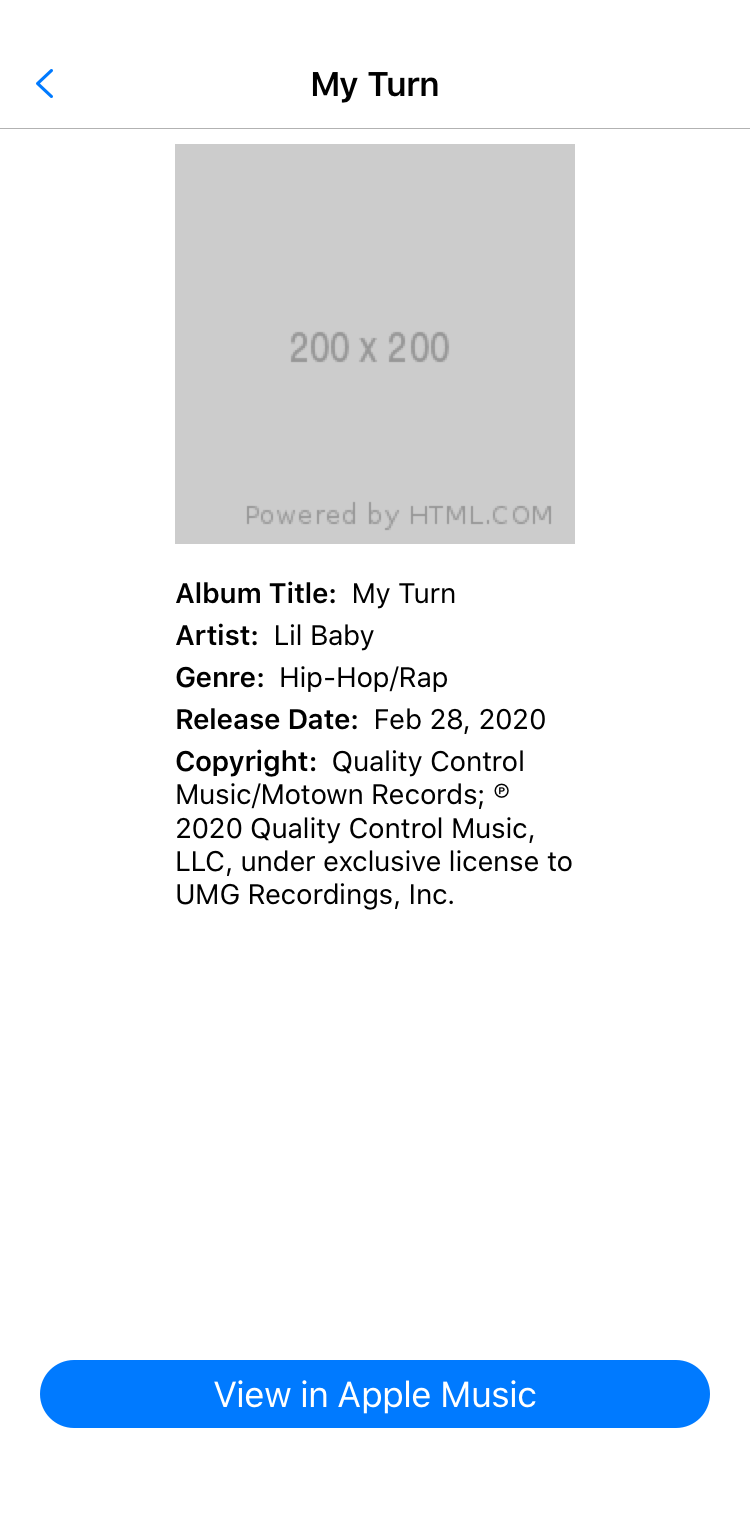 My Turn
200 x 200
Powered by HTML.COM
Album Title: My Turn
Artist: Lil Baby
Genre: Hip-Hop/Rap
Release Date: Feb 28, 2020
Copyright: Quality Control
Music/Motown Records; ℗
2020 Quality Control Music,
LLC, under exclusive license to
UMG Recordings, Inc.
View in Apple Music